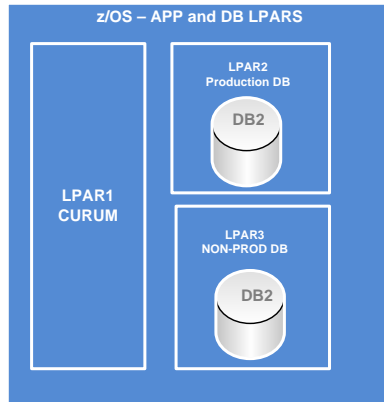 z/OS – APP and DB LPARS
LPAR1
CURUM
LPAR2
Production DB
DB2
LPAR3
NON-PROD DB
DB2